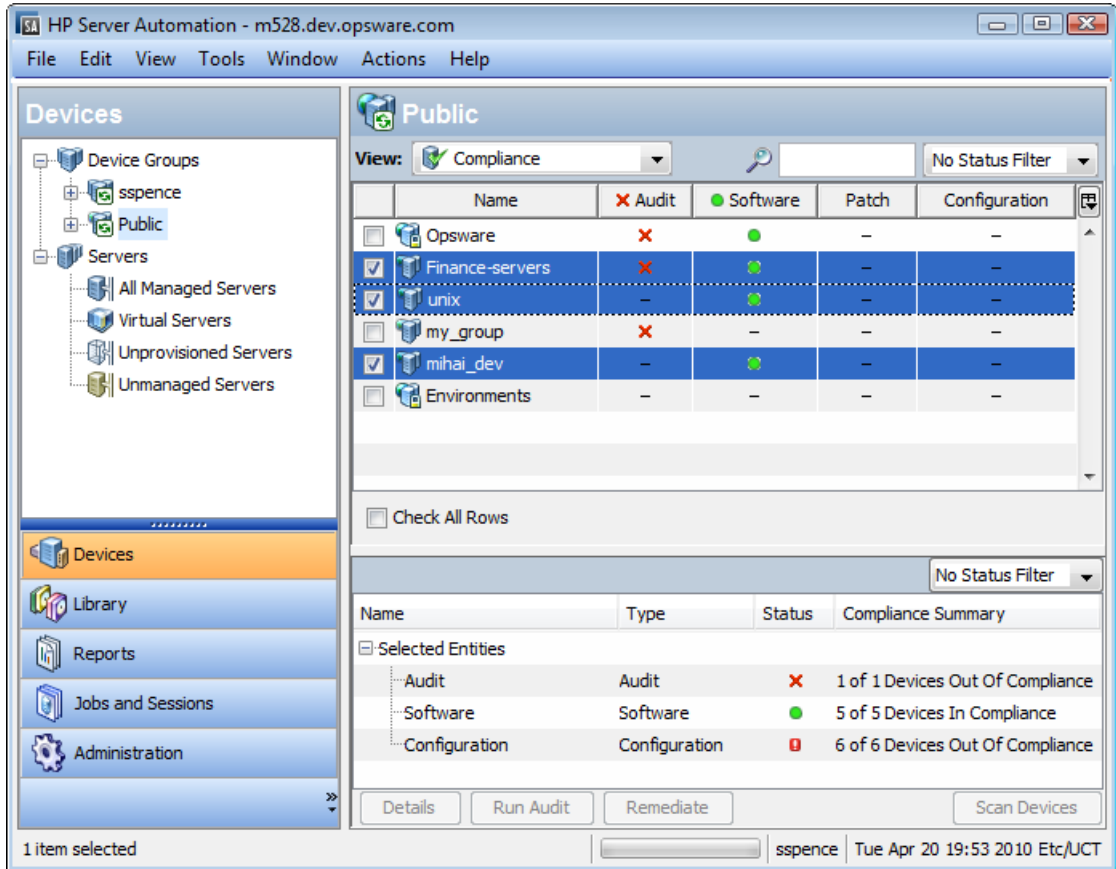 SA HP Server Automation - m528.dev.opsware.com
File Edit View Tools Window Actions Help
Devices
Device Groups
sspence
Public
Servers
All Managed Servers
Virtual Servers
Unprovisioned Servers
Unmanaged Servers
Devices
Library
Reports
Jobs and Sessions
Administration
»
Public
View: Compliance No Status Filter
Name Audit Software Patch Configuration
Opsware – –
Finance-servers – –
unix – – –
my_group – – –
mihai_dev – – –
Environments – – – –
Check All Rows
No Status Filter
Name Type Status Compliance Summary
Selected Entities
Audit Audit 1 of 1 Devices Out Of Compliance
Software Software 5 of 5 Devices In Compliance
Configuration Configuration 6 of 6 Devices Out Of Compliance
Details Run Audit Remediate Scan Devices
1 item selected sspence Tue Apr 20 19:53 2010 Etc/UCT